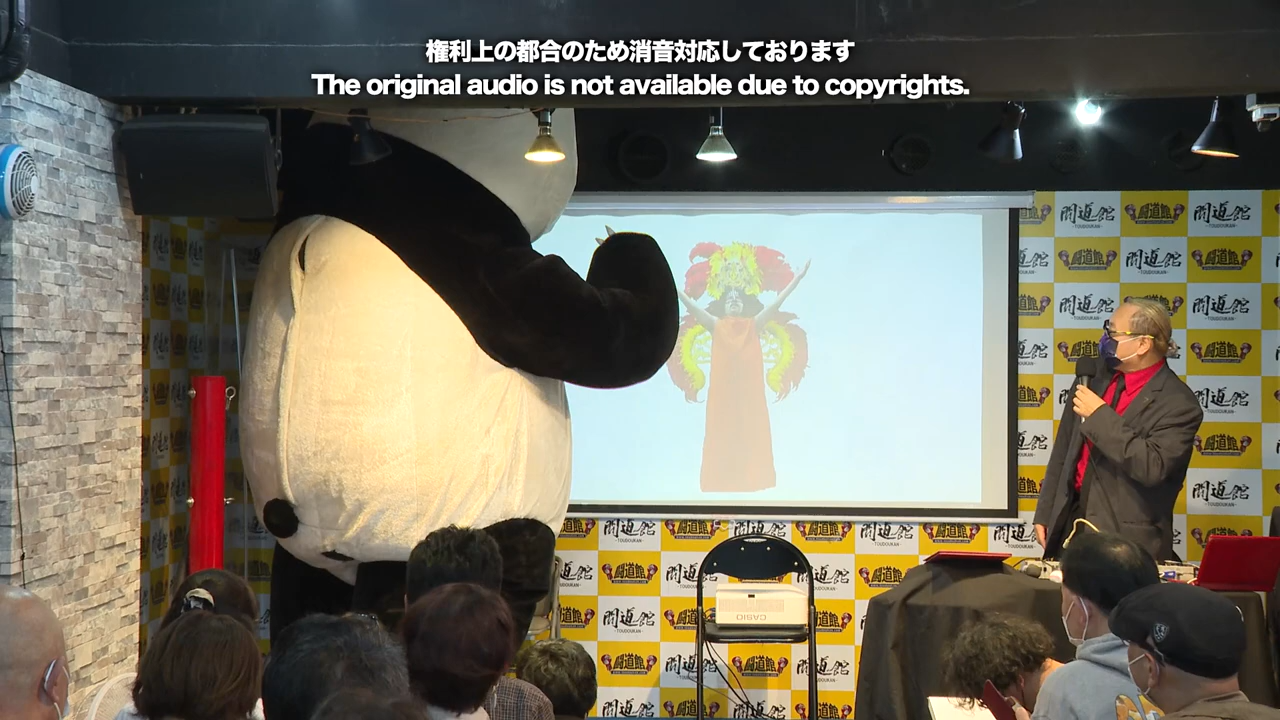 権利上の都合のため消音対応しております
The original audio is not available due to copyrights.
闘道館
TOUDOUKAN
CASIO